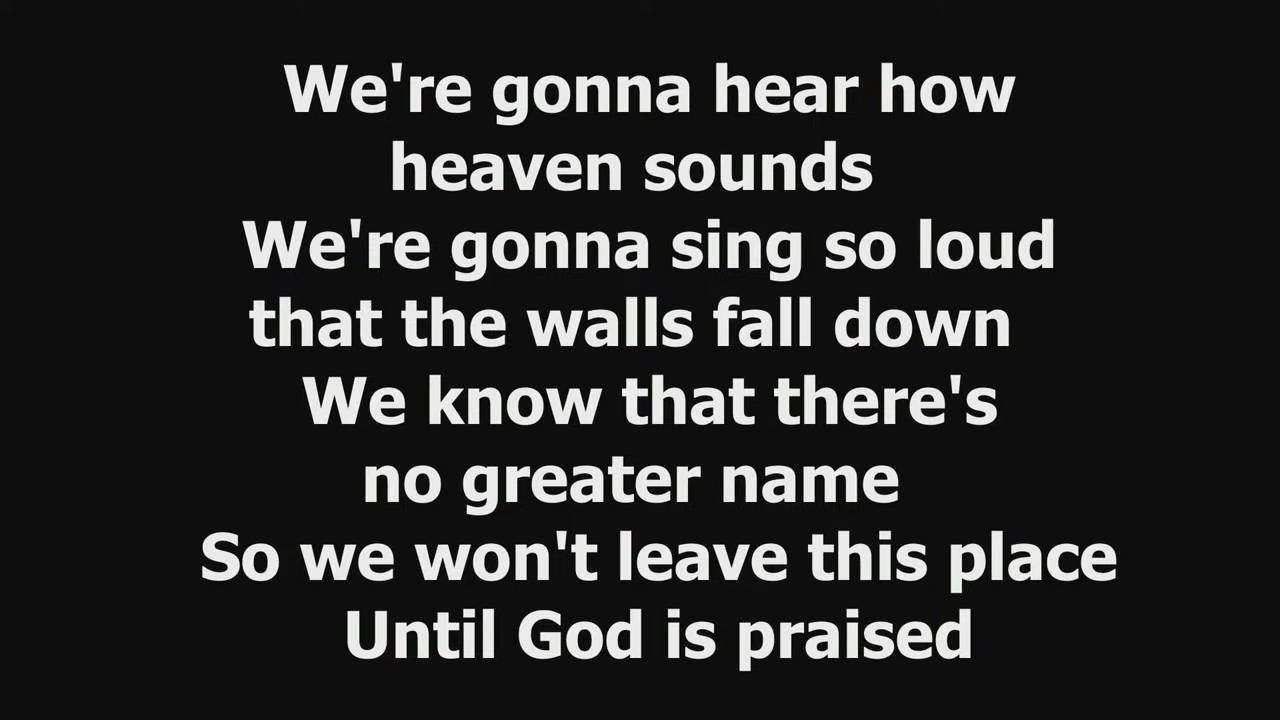 We're gonna hear how
heaven sounds
We're gonna sing so loud
that the walls fall down
We know that there's
no greater name
So we won't leave this place
Until God is praised